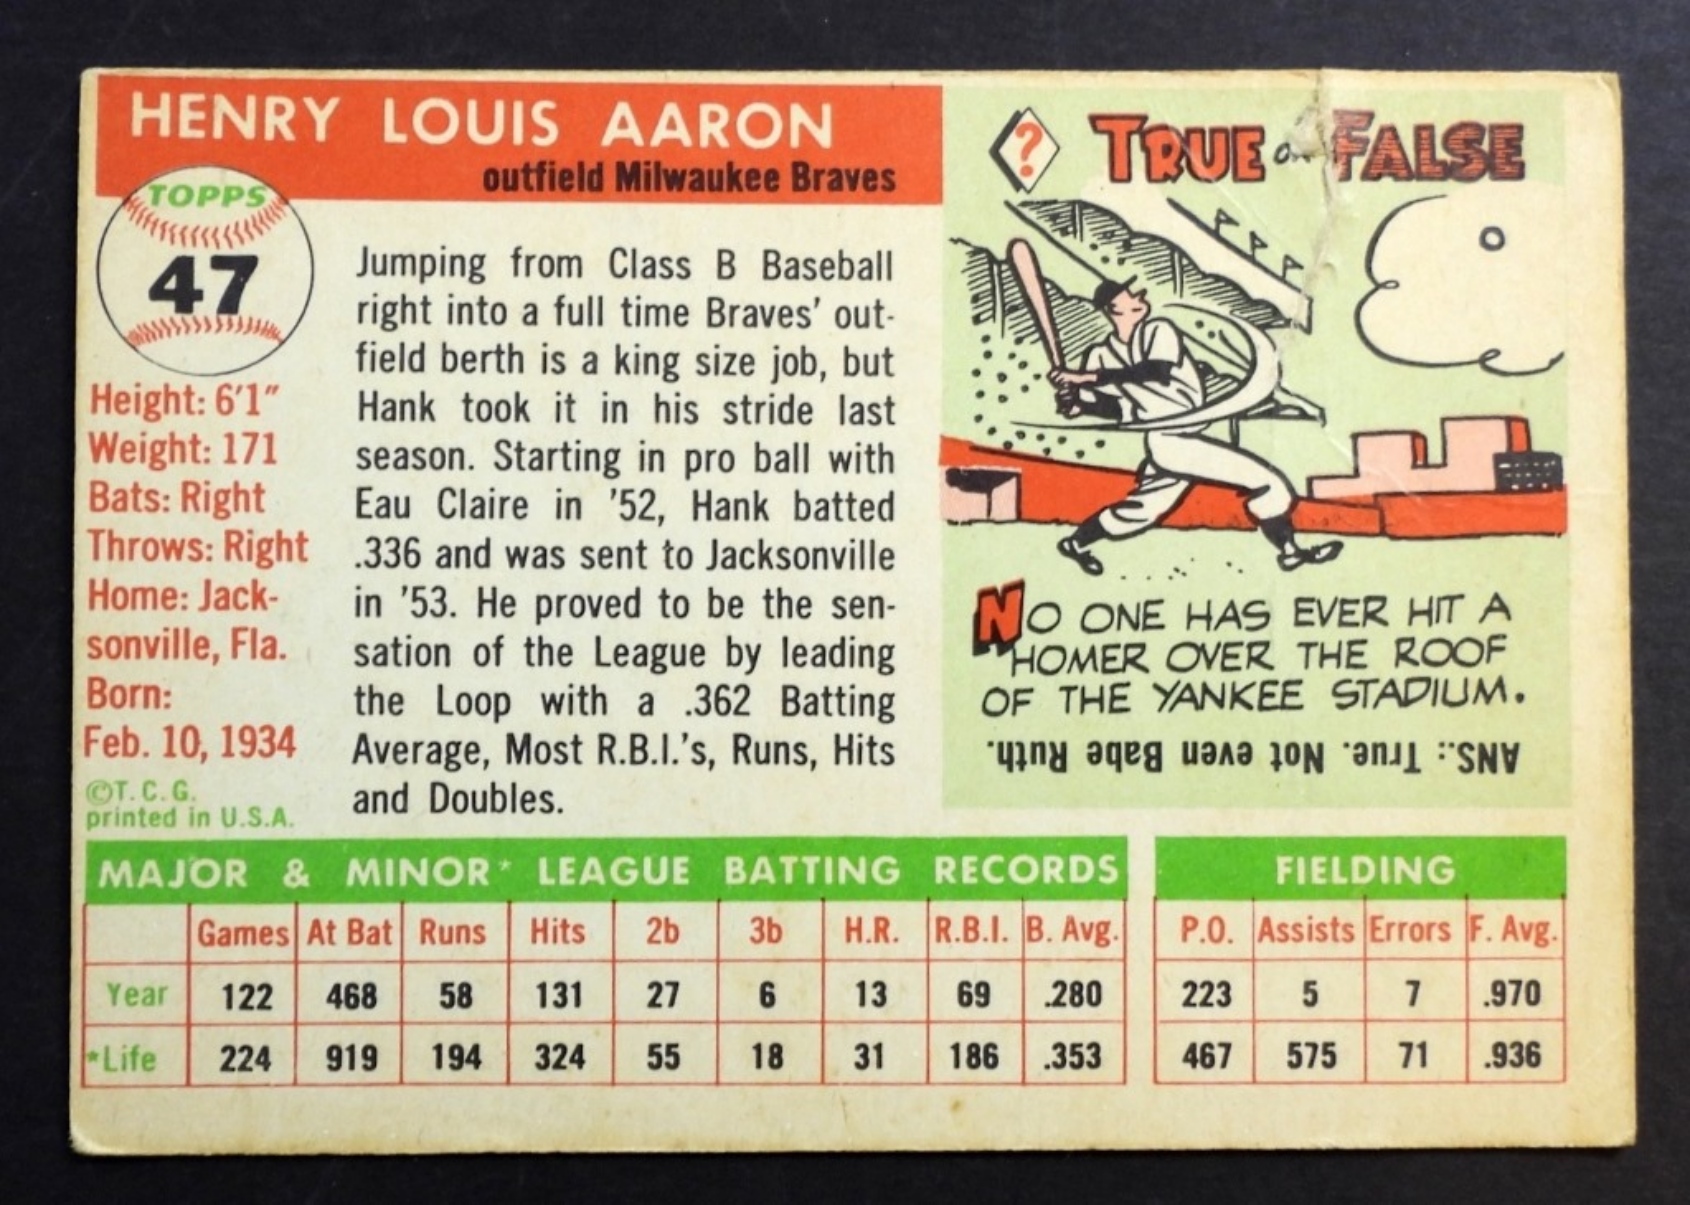 HENRY LOUIS AARON
outfield Milwaukee Braves
TOPPS
47
Height: 6'1"
Weight: 171
Bats: Right
Throws: Right
Home: Jack-
sonville, Fla.
Born:
Feb. 10, 1934
©T. C. G.
printed in U.S.A.
Jumping from Class B Baseball
right into a full time Braves' out-
field berth is a king size job, but
Hank took it in his stride last
season. Starting in pro ball with
Eau Claire in '52, Hank batted
.336 and was sent to Jacksonville
in '53. He proved to be the sen-
sation of the League by leading
the Loop with a .362 Batting
Average, Most R.B.I.'s, Runs, Hits
and Doubles.
?
TRUE OR FALSE
NO ONE HAS EVER HIT A
HOMER OVER THE ROOF
OF THE YANKEE STADIUM.
ANS.: True. Not even Babe Ruth.
MAJOR & MINOR* LEAGUE BATTING RECORDS
Games At Bat Runs Hits 2b 3b H.R. R.B.I. B. Avg.
Year 122 468 58 131 27 6 13 69 .280
*Life 224 919 194 324 55 18 31 186 .353
FIELDING
P.O. Assists Errors F. Avg.
223 5 7 .970
467 575 71 .936